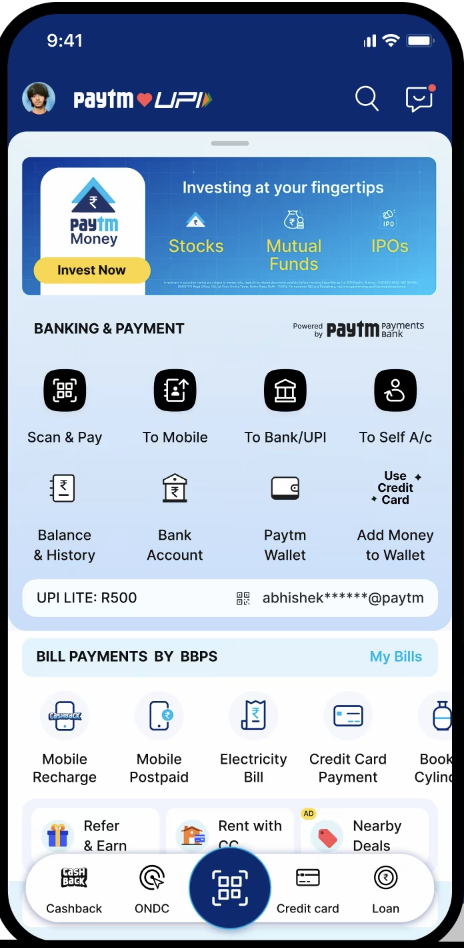 9:41
paytm UPI
paytm
Money
Invest Now
Investing at your fingertips
IPO
Stocks
Mutual
Funds
IPOs
BANKING & PAYMENT
Powered
by
paytm
Payments
Bank
Scan & Pay
To Mobile
To Bank/UPI
To Self A/c
Use
Credit
Card
Balance
& History
Bank
Account
Paytm
Wallet
Add Money
to Wallet
UPI LITE: R500
abhishek******@paytm
BILL PAYMENTS BY BBPS
My Bills
CASHBACK
Mobile
Recharge
Mobile
Postpaid
Electricity
Bill
Credit Card
Payment
Book
Cylin
AD
Refer
& Earn
Rent with
CC
Nearby
Deals
CASH
BACK
Cashback
ONDC
Credit card
Loan